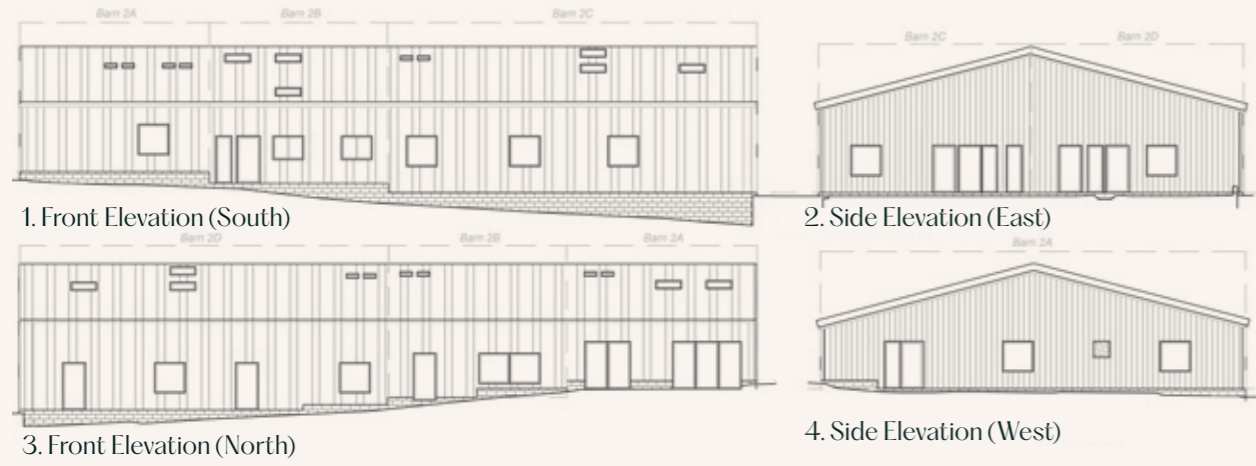 Barn 2A Barn 2B Barn 2C
Barn 2C Barn 2D
1. Front Elevation (South)
2. Side Elevation (East)
Barn 2D Barn 2B Barn 2A
Barn 2A
3. Front Elevation (North)
4. Side Elevation (West)